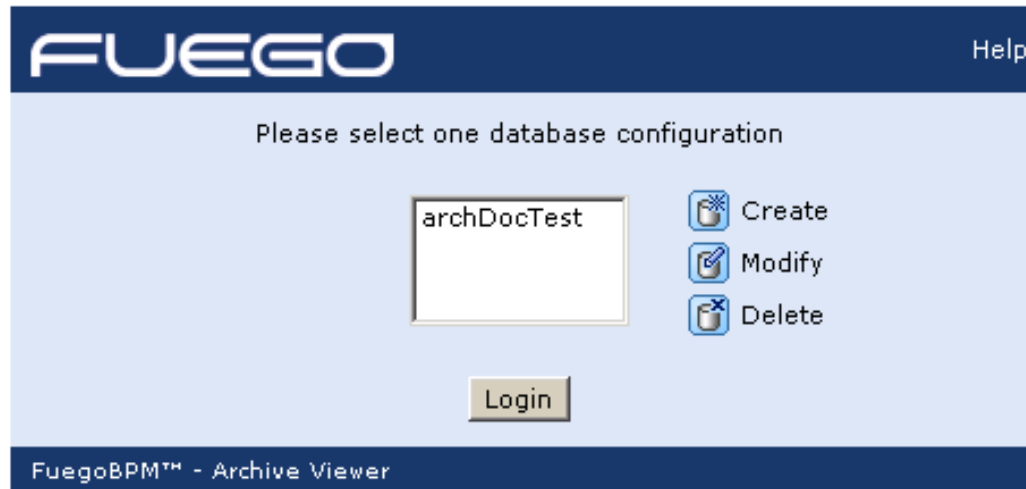 FUEGO
Help
Please select one database configuration
archDocTest
Create
Modify
Delete
Login
FuegoBPM™ - Archive Viewer